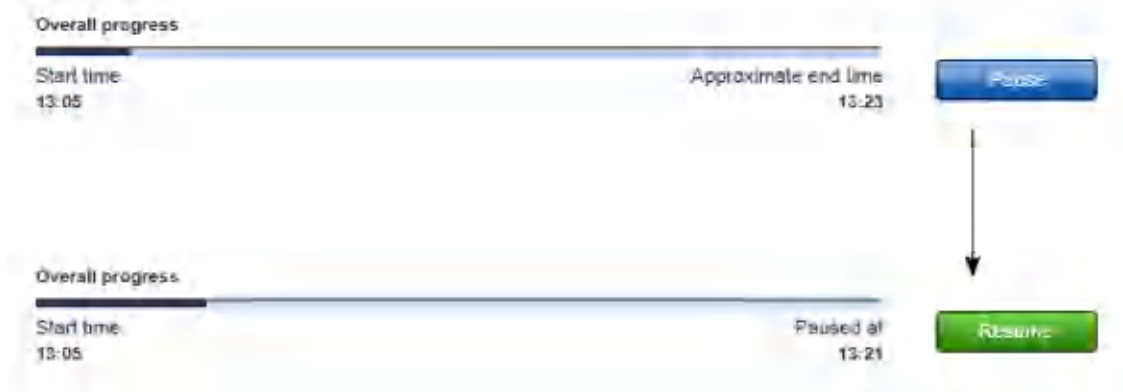 Overall progress
Start time
Approximate end time
Pause
13:05
13:23
Overall progress
Start time
Paused at
Resume
13:05
13:21